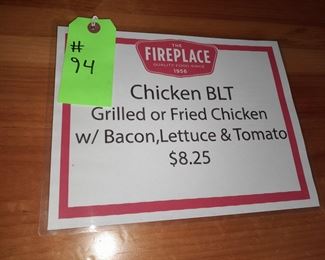 #
94
THE
FIREPLACE
QUALITY FOOD SINCE
1956
Chicken BLT
Grilled or Fried Chicken
w/ Bacon,Lettuce & Tomato
$8.25